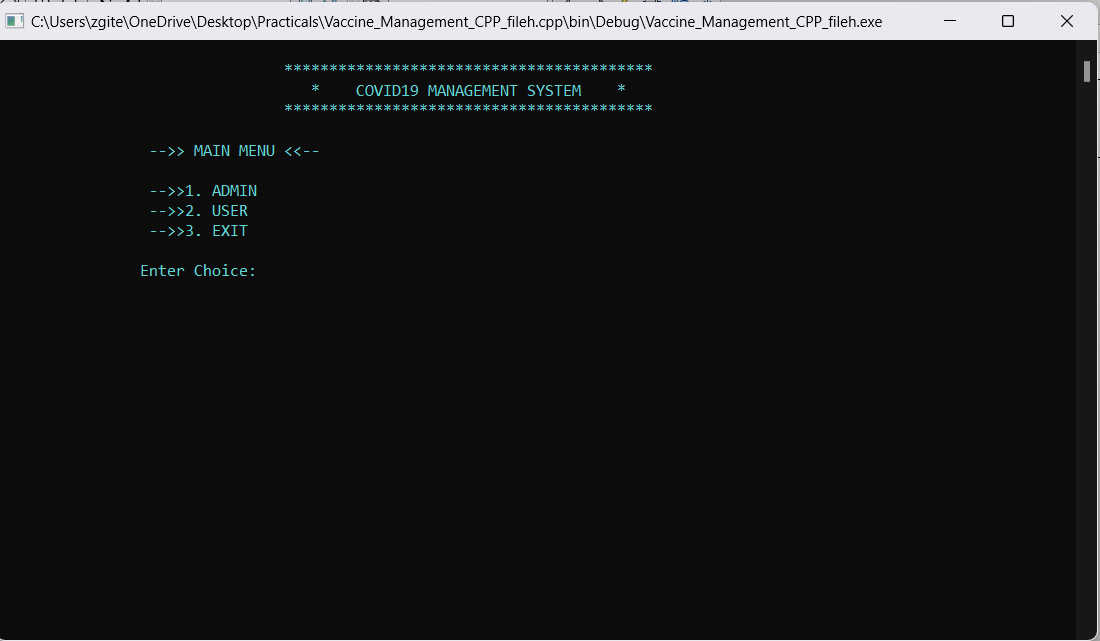 C:\Users\zgite\OneDrive\Desktop\Practicals\Vaccine_Management_CPP_fileh.cpp\bin\Debug\Vaccine_Management_CPP_fileh.exe
*****************************************
* COVID19 MANAGEMENT SYSTEM *
*****************************************
-->> MAIN MENU <<--
-->>1. ADMIN
-->>2. USER
-->>3. EXIT
Enter Choice: